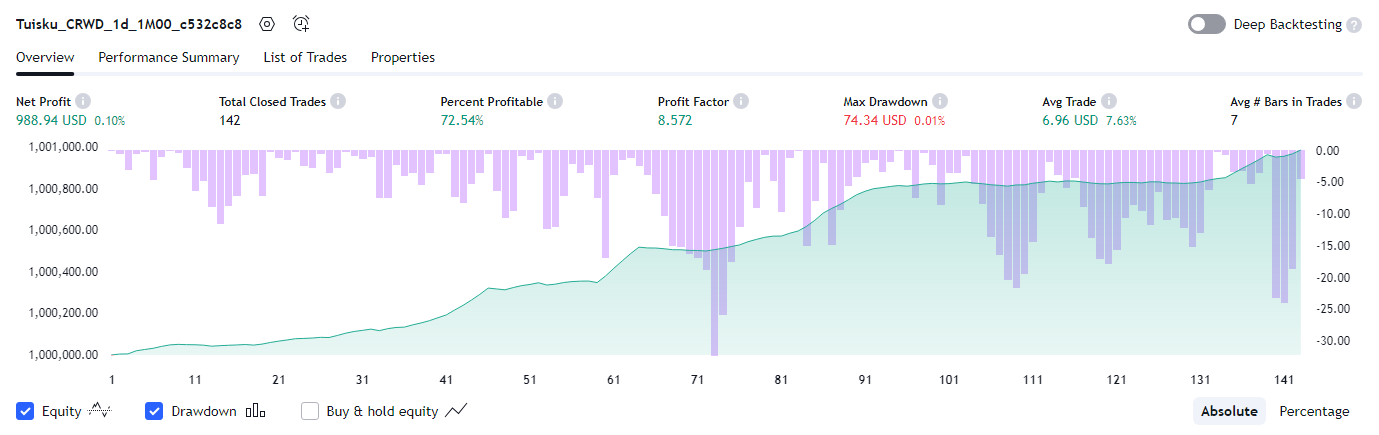 Tuisku_CRWD_1d_1M00_c532c8c8 Deep Backtesting ?
Overview Performance Summary List of Trades Properties
Net Profit i Total Closed Trades i Percent Profitable i Profit Factor i Max Drawdown i Avg Trade i Avg # Bars in Trades i
988.94 USD 0.10% 142 72.54% 8.572 74.34 USD 0.01% 6.96 USD 7.63% 7
1,001,000.00 0.00
1,000,800.00 -5.00
-10.00
1,000,600.00 -15.00
1,000,400.00 -20.00
1,000,200.00 -25.00
1,000,000.00 -30.00
1 11 21 31 41 51 61 71 81 91 101 111 121 131 141
Equity Drawdown Buy & hold equity Absolute Percentage